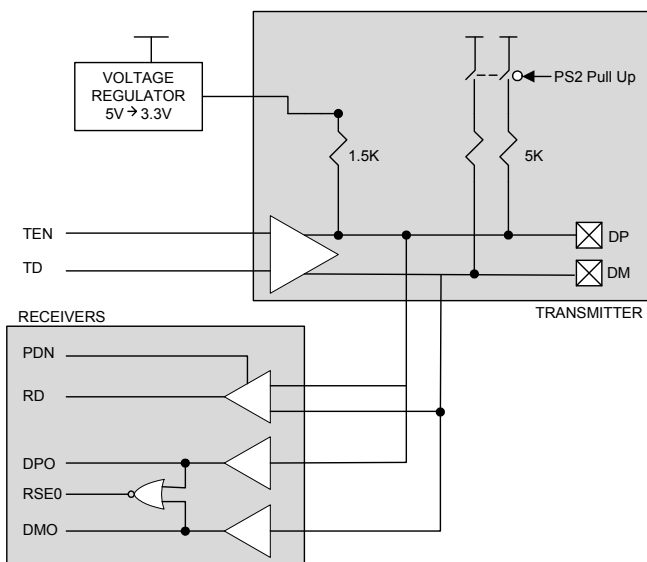 VOLTAGE
REGULATOR
5V → 3.3V
PS2 Pull Up
1.5K
5K
TEN
TD
DP
DM
TRANSMITTER
RECEIVERS
PDN
RD
DPO
RSE0
DMO